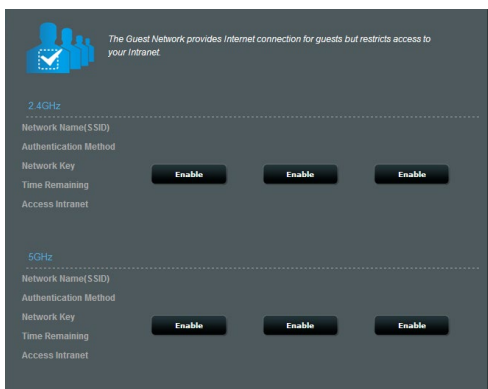 The Guest Network provides Internet connection for guests but restricts access to
your Intranet.
2.4GHz
Network Name(SSID)
Authentication Method
Network Key
Enable Enable Enable
Time Remaining
Access Intranet
5GHz
Network Name(SSID)
Authentication Method
Network Key
Enable Enable Enable
Time Remaining
Access Intranet